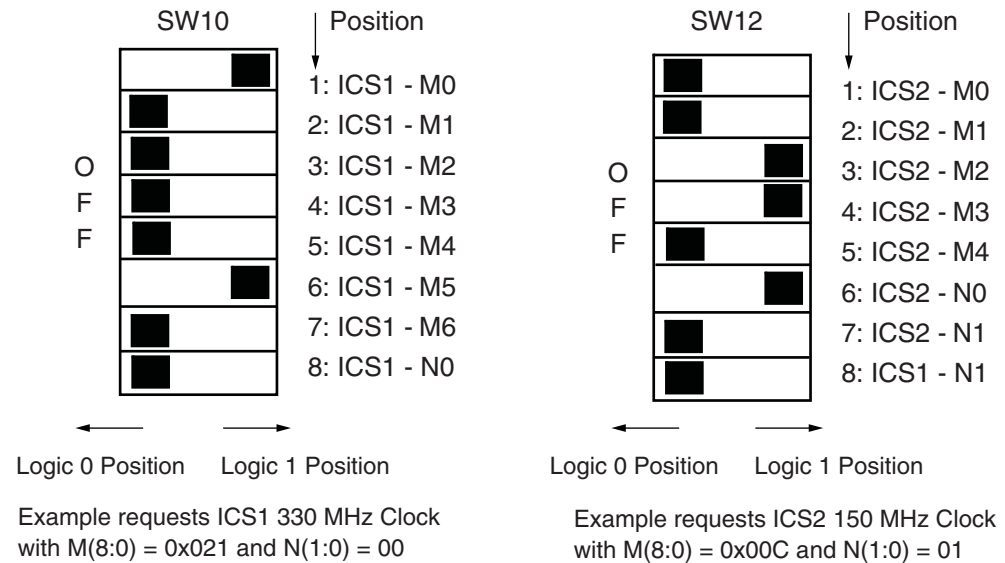 SW10
Position
1: ICS1 - M0
2: ICS1 - M1
3: ICS1 - M2
4: ICS1 - M3
5: ICS1 - M4
6: ICS1 - M5
7: ICS1 - M6
8: ICS1 - N0
O
F
F
Logic 0 Position
Logic 1 Position
Example requests ICS1 330 MHz Clock
with M(8:0) = 0x021 and N(1:0) = 00
SW12
Position
1: ICS2 - M0
2: ICS2 - M1
3: ICS2 - M2
4: ICS2 - M3
5: ICS2 - M4
6: ICS2 - N0
7: ICS2 - N1
8: ICS1 - N1
O
F
F
Logic 0 Position
Logic 1 Position
Example requests ICS2 150 MHz Clock
with M(8:0) = 0x00C and N(1:0) = 01